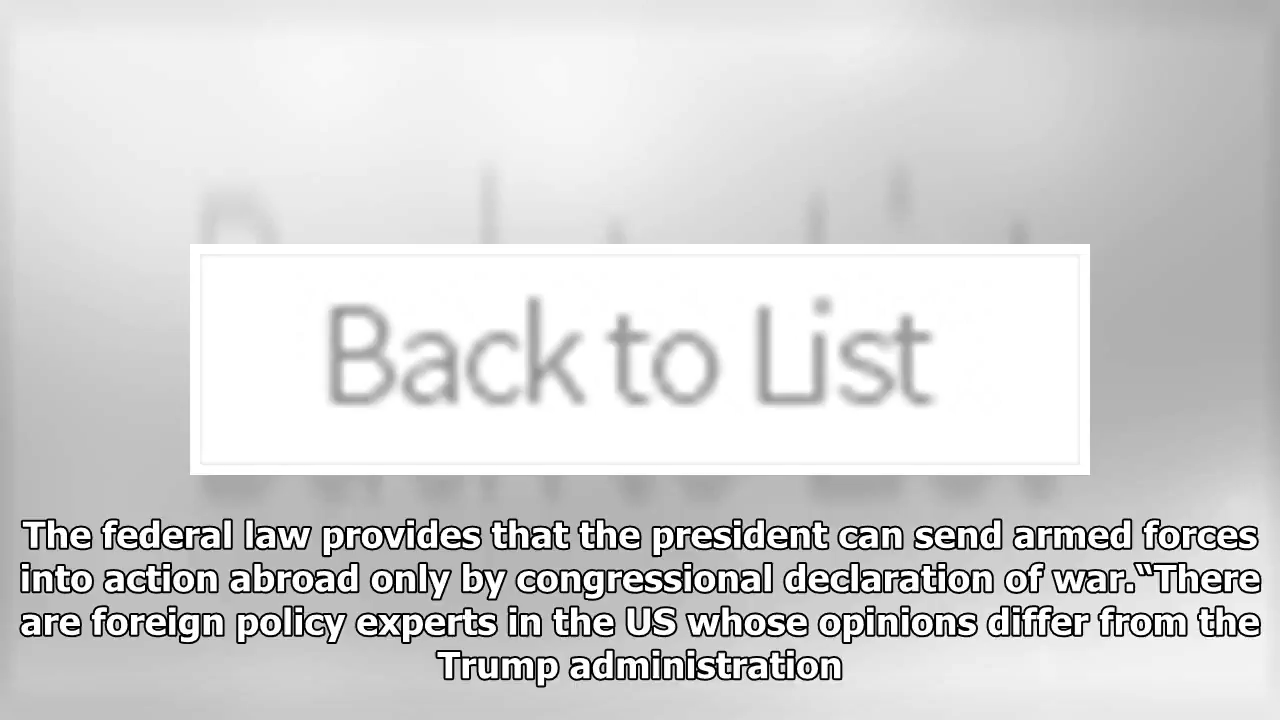 Back to List
The federal law provides that the president can send armed forces
into action abroad only by congressional declaration of war.“There
are foreign policy experts in the US whose opinions differ from the
Trump administration